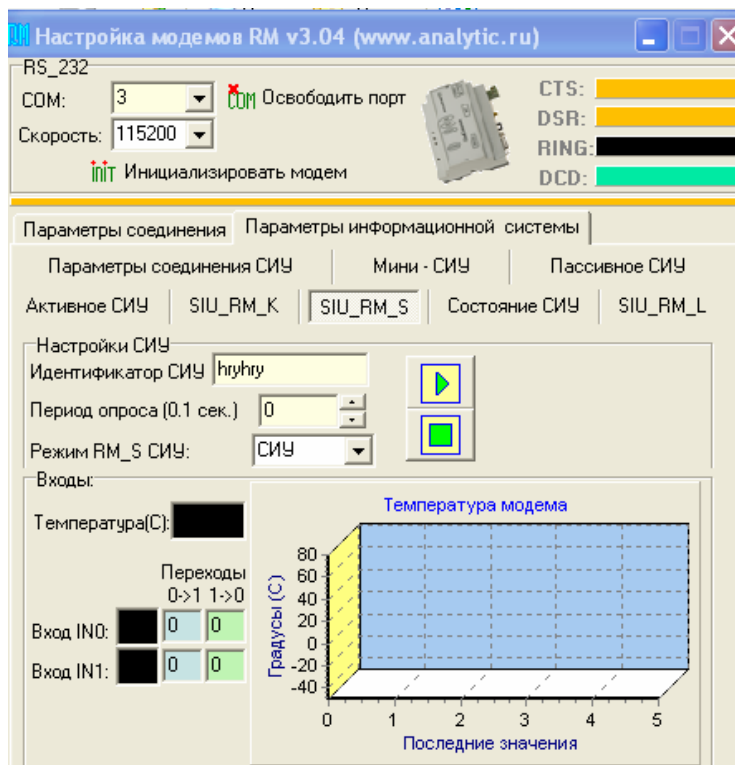 Настройка модемов RM v3.04 (www.analytic.ru)
RS_232
COM: 3
COM Освободить порт
CTS:
Скорость: 115200
DSR:
RING:
init Инициализировать модем
DCD:
Параметры соединения Параметры информационной системы
Параметры соединения СИУ Мини - СИУ Пассивное СИУ
Активное СИУ SIU_RM_K SIU_RM_S Состояние СИУ SIU_RM_L
Настройки СИУ
Идентификатор СИУ hryhry
Период опроса (0.1 сек.) 0
Режим RM_S СИУ: СИУ
Входы:
Температура(С):
Переходы
0->1 1->0
Вход IN0: 0 0
Вход IN1: 0 0
Температура модема
Градусы (С)
80
60
40
20
0
-20
-40
0 1 2 3 4 5
Последние значения